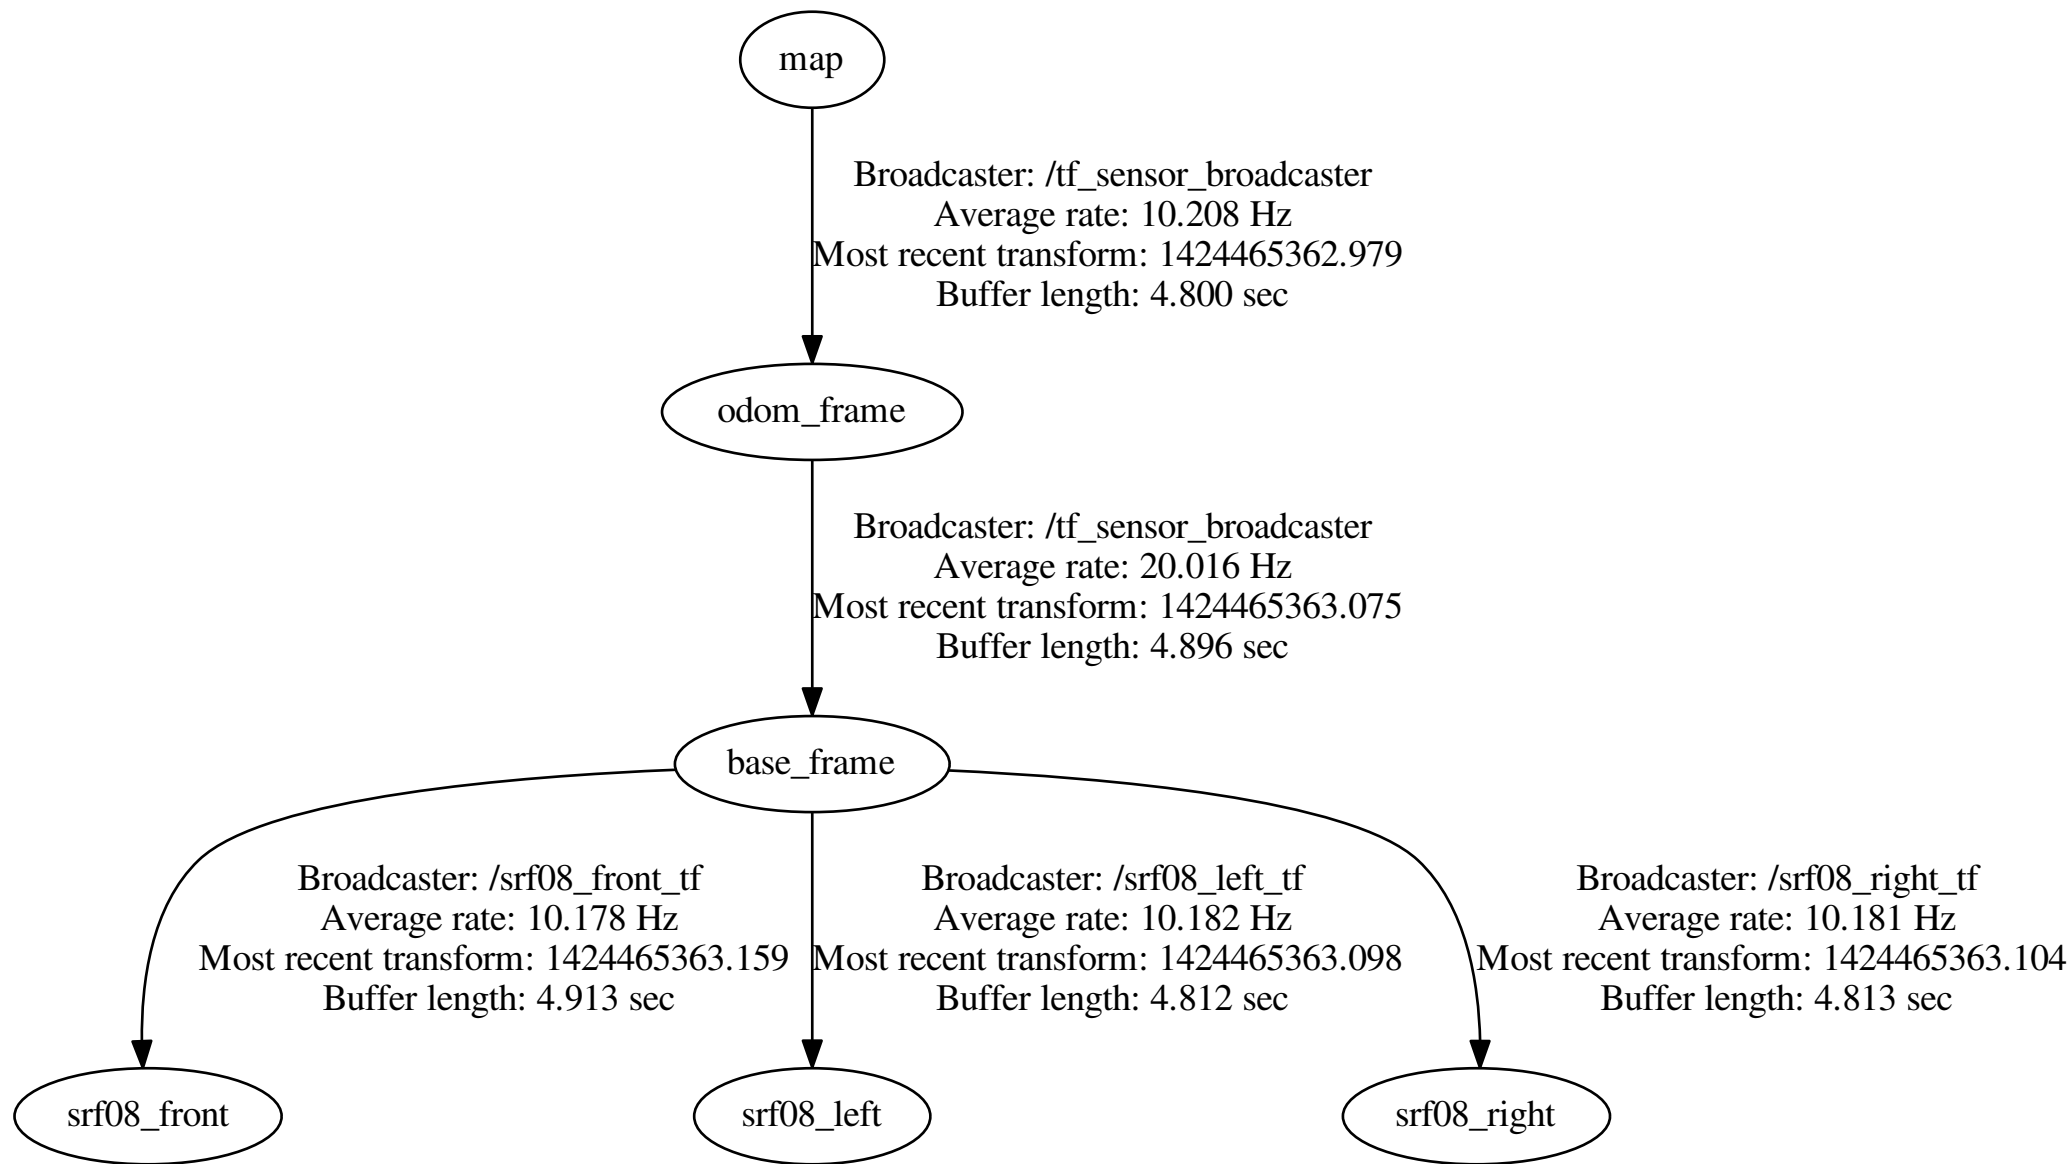 map
Broadcaster: /tf_sensor_broadcaster
Average rate: 10.208 Hz
Most recent transform: 1424465362.979
Buffer length: 4.800 sec
odom_frame
Broadcaster: /tf_sensor_broadcaster
Average rate: 20.016 Hz
Most recent transform: 1424465363.075
Buffer length: 4.896 sec
base_frame
Broadcaster: /srf08_front_tf
Average rate: 10.178 Hz
Most recent transform: 1424465363.159
Buffer length: 4.913 sec
Broadcaster: /srf08_left_tf
Average rate: 10.182 Hz
Most recent transform: 1424465363.098
Buffer length: 4.812 sec
Broadcaster: /srf08_right_tf
Average rate: 10.181 Hz
Most recent transform: 1424465363.104
Buffer length: 4.813 sec
srf08_front
srf08_left
srf08_right